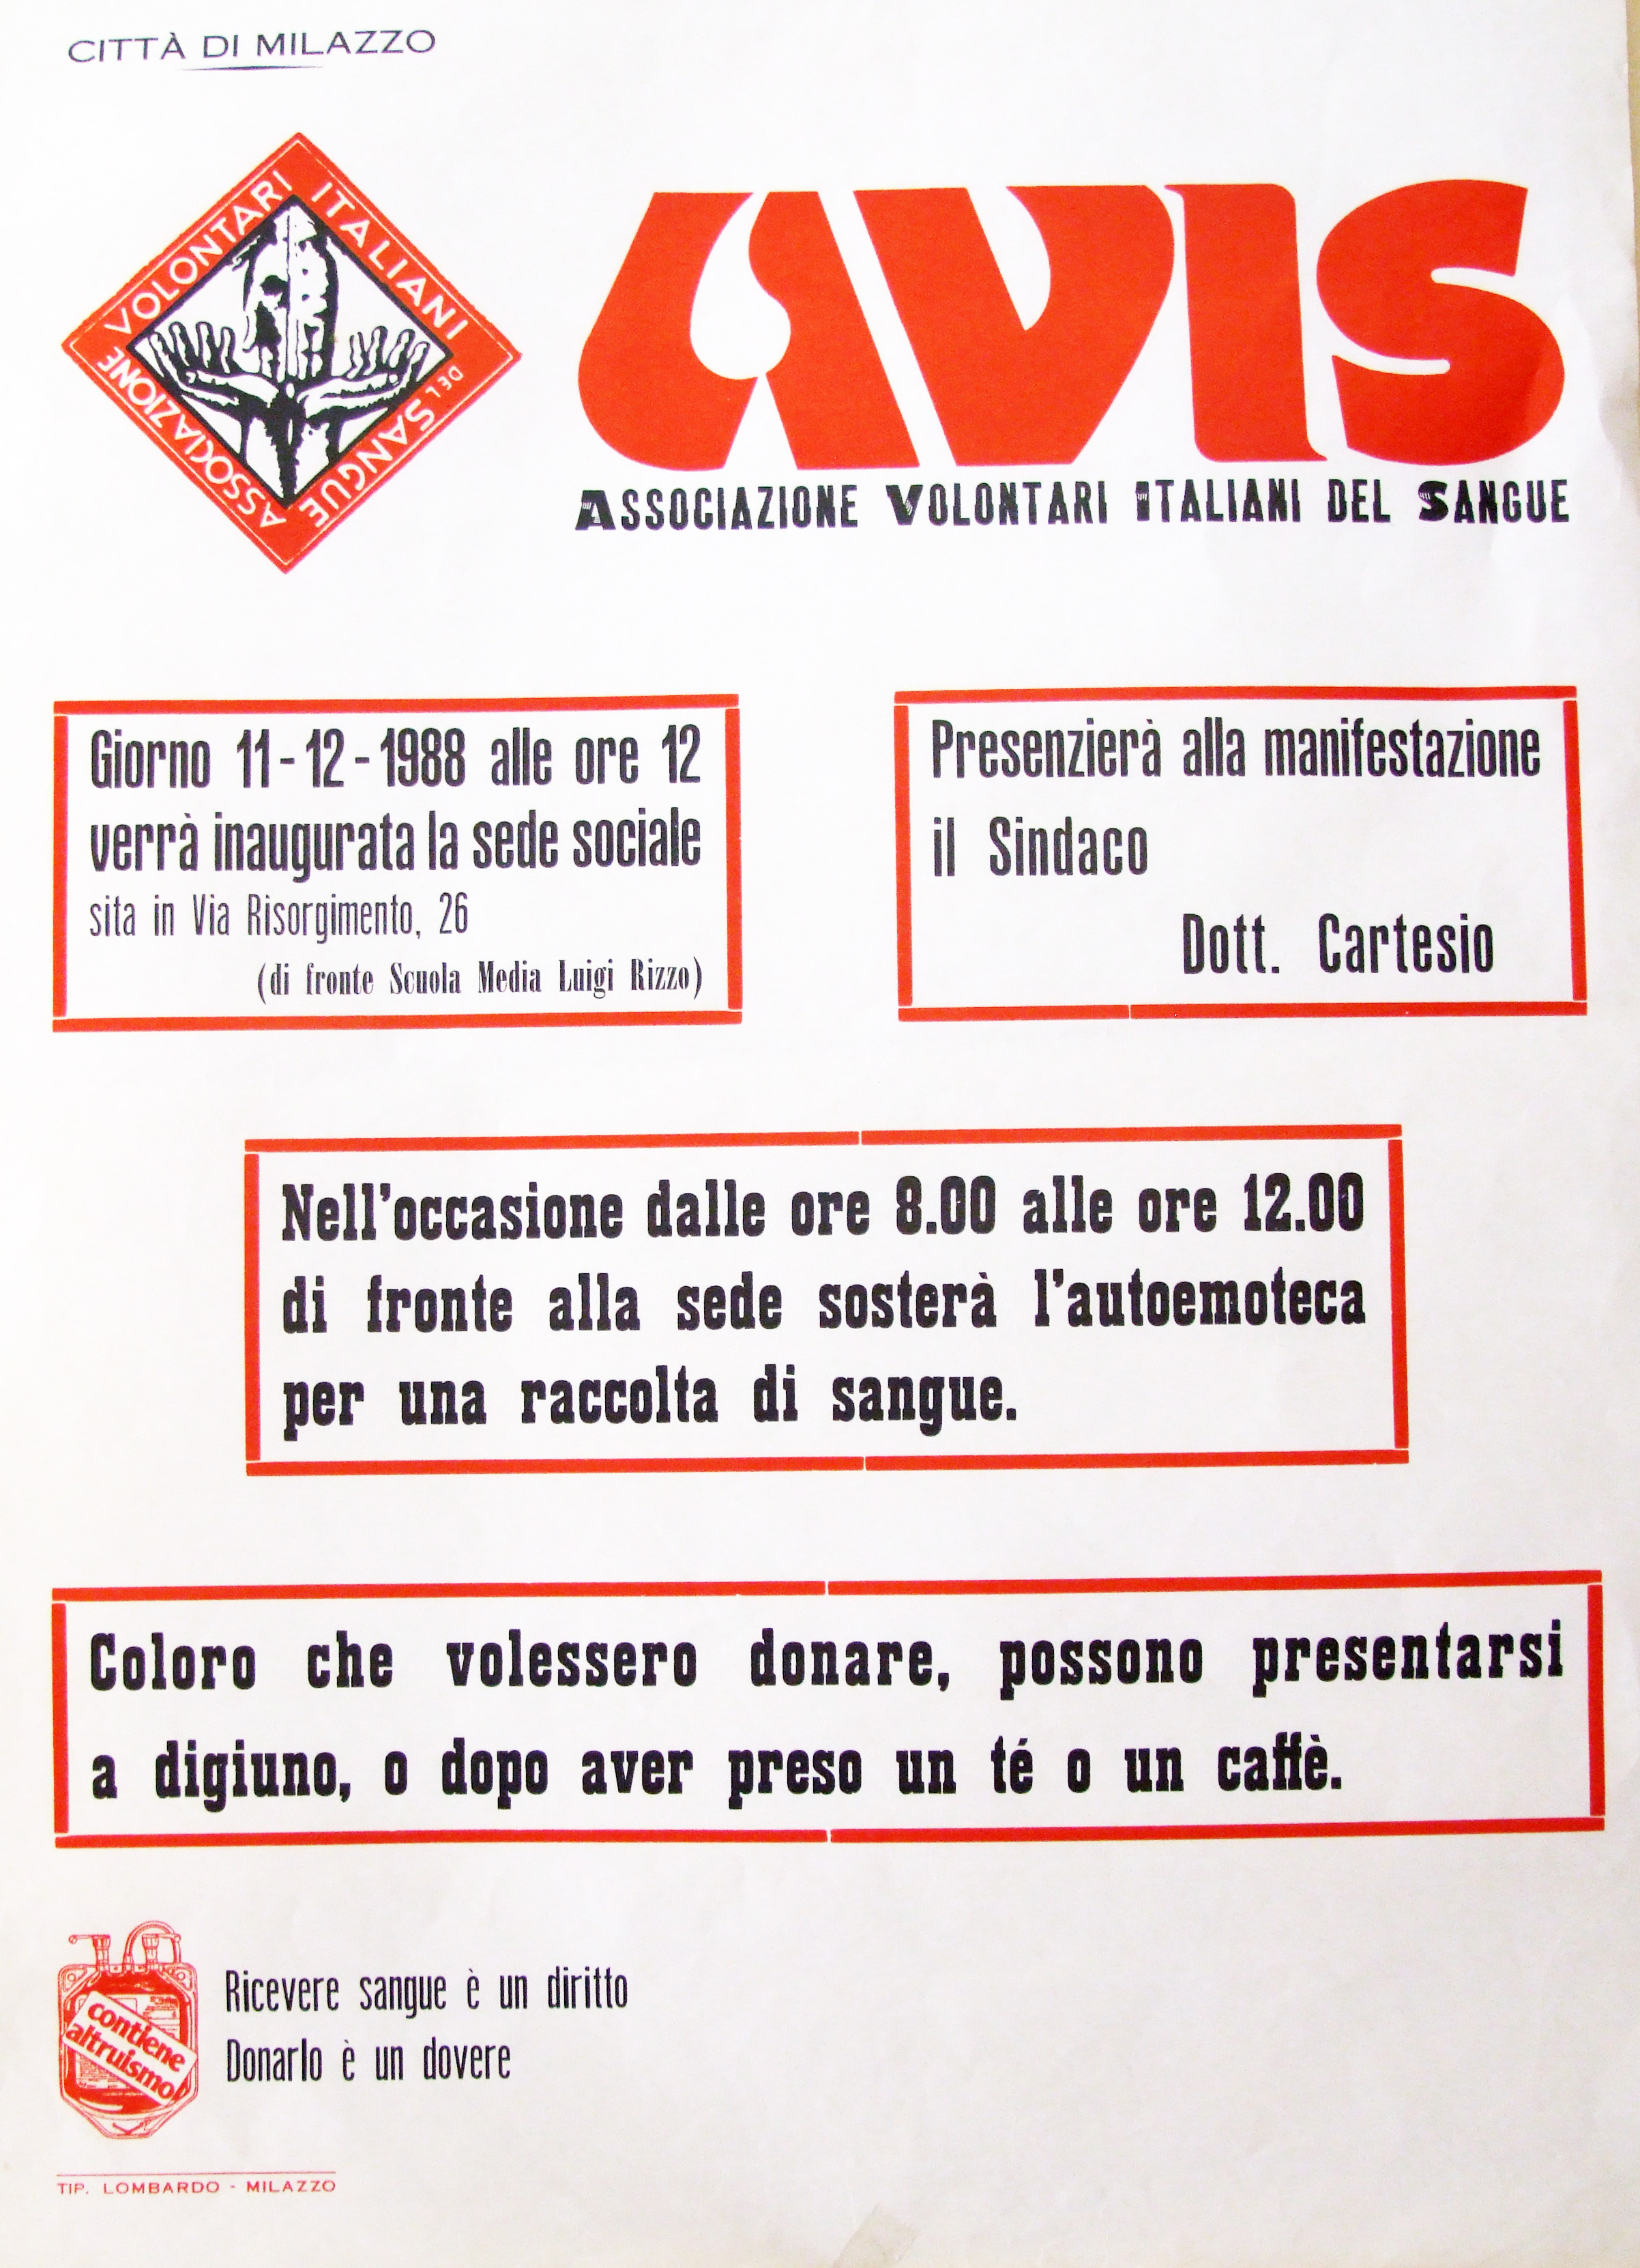 CITTÀ DI MILAZZO
ASSOCIAZIONE VOLONTARI ITALIANI DEL SANGUE
AVIS
ASSOCIAZIONE VOLONTARI ITALIANI DEL SANGUE
Giorno 11-12-1988 alle ore 12
verrà inaugurata la sede sociale
sita in Via Risorgimento, 26
(di fronte Scuola Media Luigi Rizzo)
Presenzierà alla manifestazione
il Sindaco
Dott. Cartesio
Nell'occasione dalle ore 8.00 alle ore 12.00
di fronte alla sede sosterà l'autoemoteca
per una raccolta di sangue.
Coloro che volessero donare, possono presentarsi
a digiuno, o dopo aver preso un té o un caffè.
contiene
altruismo
Ricevere sangue è un diritto
Donarlo è un dovere
TIP. LOMBARDO - MILAZZO